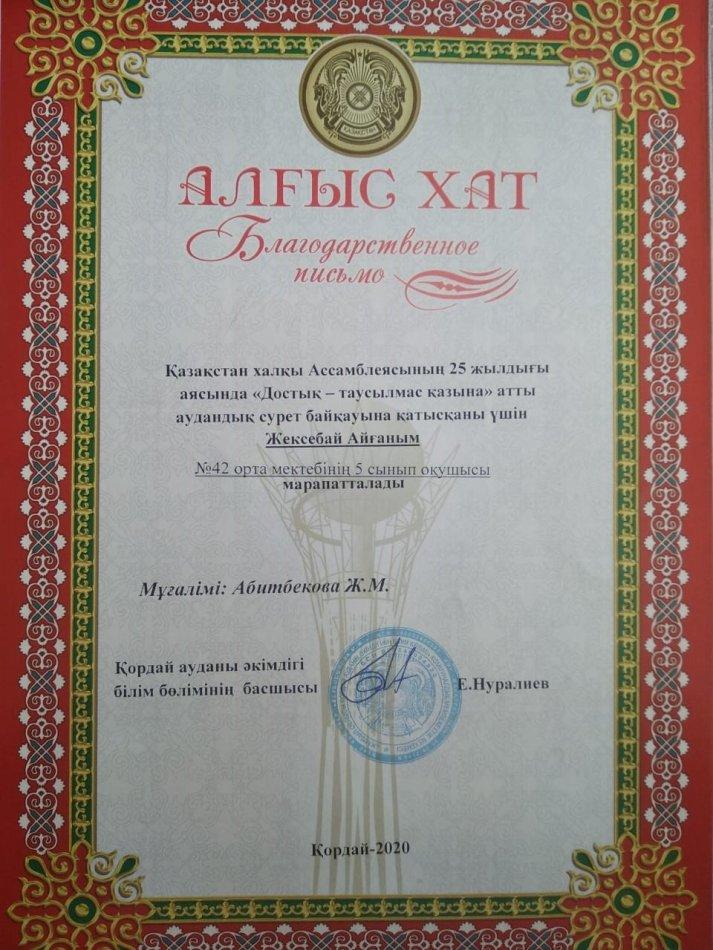 ҚАЗАҚСТАН
АЛҒЫС ХАТ
Благодарственное
письмо
Қазақстан халқы Ассамблеясының 25 жылдығы
аясында «Достық – таусылмас қазына» атты
аудандық сурет байқауына қатысқаны үшін
Жексебай Айғаным
№42 орта мектебінің 5 сынып оқушысы
марапатталады
Мұғалімі: Абитбекова Ж.М.
Қордай ауданы әкімдігі
білім бөлімінің басшысы Е.Нуралиев
Қордай-2020